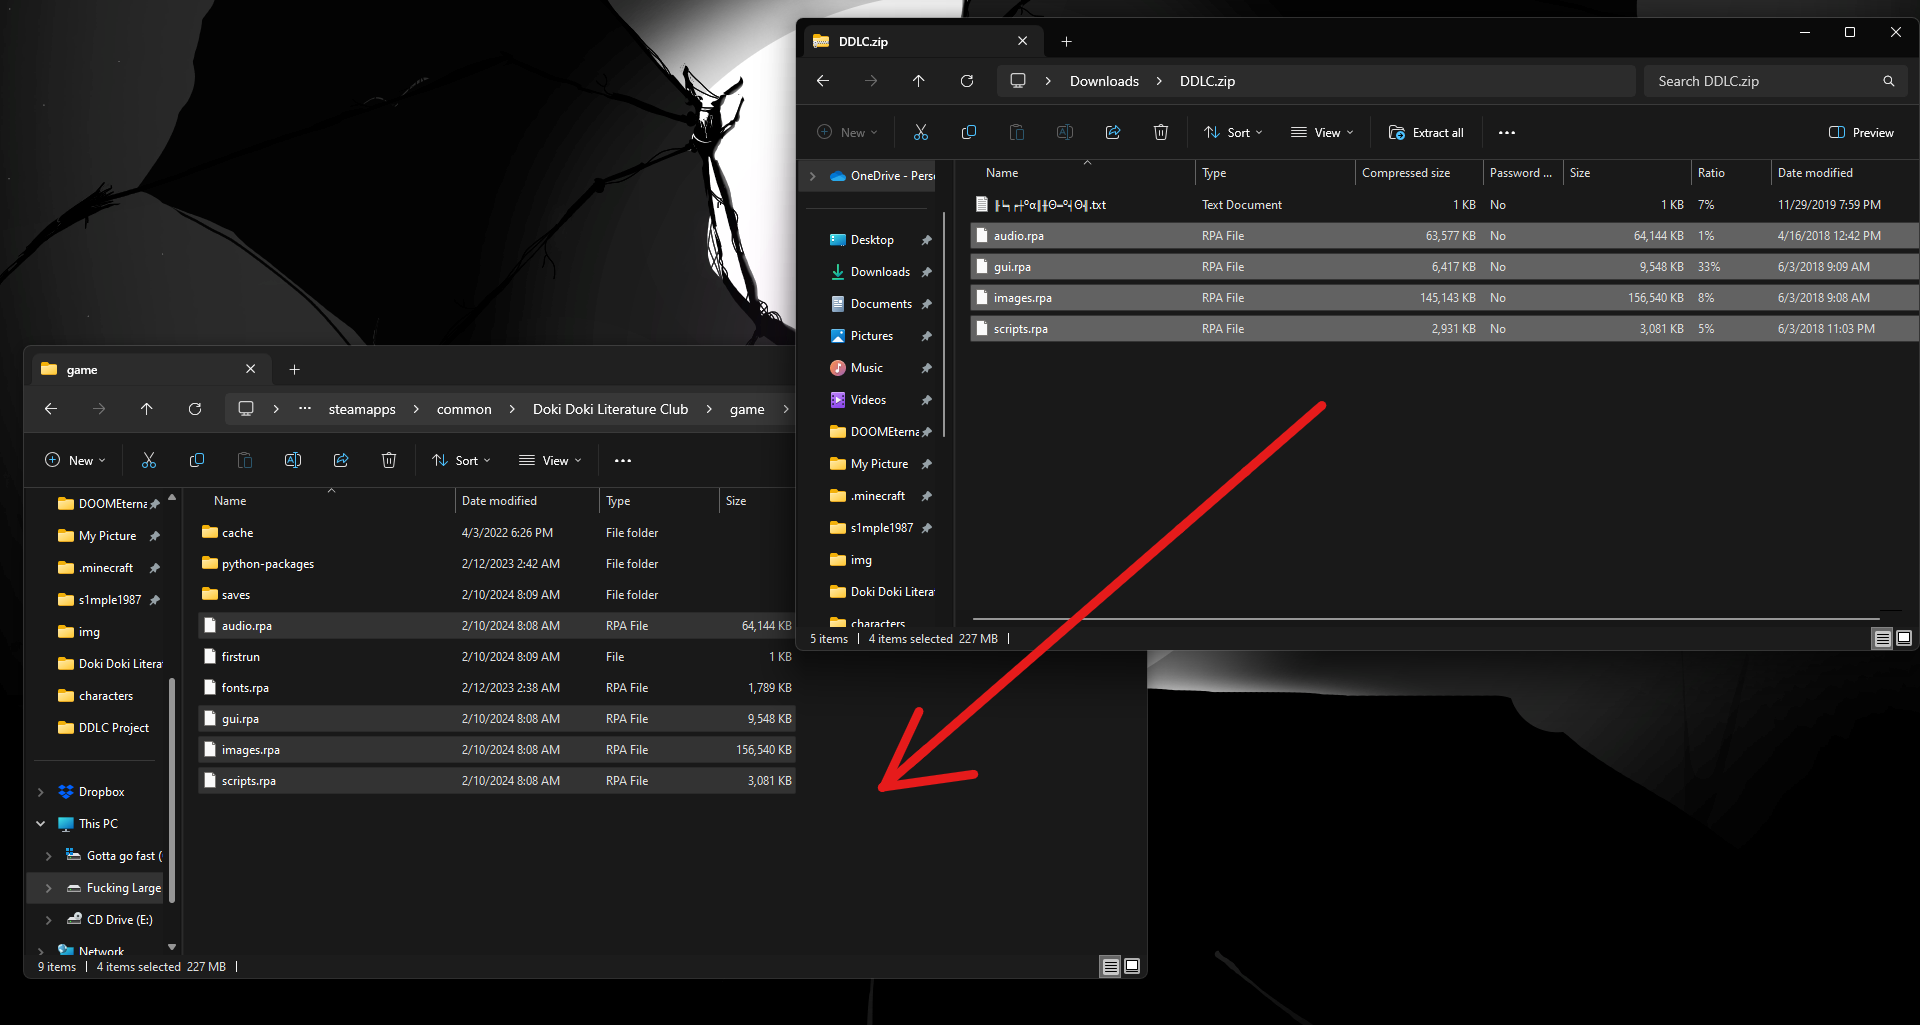 DDLC.zip
Downloads > DDLC.zip
Search DDLC.zip
New
Sort
View
Extract all
Preview
OneDrive - Pers
Desktop
Downloads
Documents
Pictures
Music
Videos
DOOMEterna
My Picture
.minecraft
s1mple1987
img
Doki Doki Litera
characters
Name Type Compressed size Password ... Size Ratio Date modified
.txt Text Document 1 KB No 1 KB 7% 11/29/2019 7:59 PM
audio.rpa RPA File 63,577 KB No 64,144 KB 1% 4/16/2018 12:42 PM
gui.rpa RPA File 6,417 KB No 9,548 KB 33% 6/3/2018 9:09 AM
images.rpa RPA File 145,143 KB No 156,540 KB 8% 6/3/2018 9:08 AM
scripts.rpa RPA File 2,931 KB No 3,081 KB 5% 6/3/2018 11:03 PM
5 items 4 items selected 227 MB
game
... > steamapps > common > Doki Doki Literature Club > game >
New
Sort
View
...
DOOMEterna
My Picture
.minecraft
s1mple1987
img
Doki Doki Litera
characters
DDLC Project
Dropbox
This PC
Gotta go fast (
Fucking Large
CD Drive (E:)
Network
Name Date modified Type Size
cache 4/3/2022 6:26 PM File folder
python-packages 2/12/2023 2:42 AM File folder
saves 2/10/2024 8:09 AM File folder
audio.rpa 2/10/2024 8:08 AM RPA File 64,144 KB
firstrun 2/10/2024 8:09 AM File 1 KB
fonts.rpa 2/12/2023 2:38 AM RPA File 1,789 KB
gui.rpa 2/10/2024 8:08 AM RPA File 9,548 KB
images.rpa 2/10/2024 8:08 AM RPA File 156,540 KB
scripts.rpa 2/10/2024 8:08 AM RPA File 3,081 KB
9 items 4 items selected 227 MB